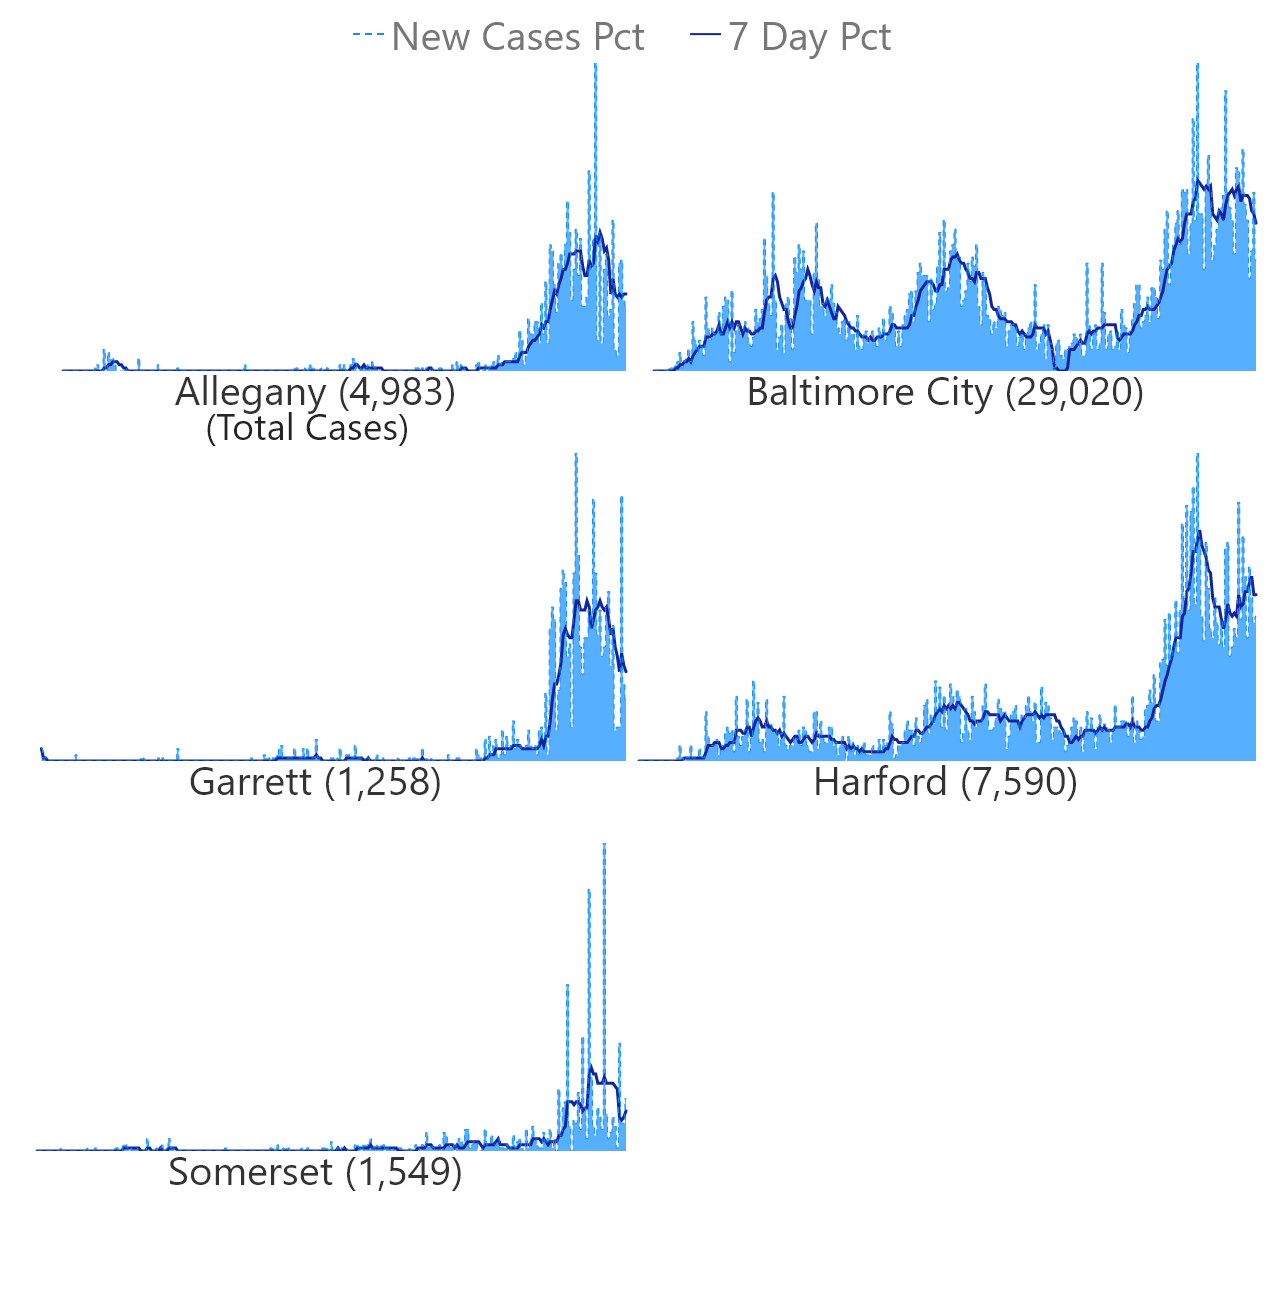 New Cases Pct 7 Day Pct
Allegany (4,983) Baltimore City (29,020)
(Total Cases)
Garrett (1,258) Harford (7,590)
Somerset (1,549)